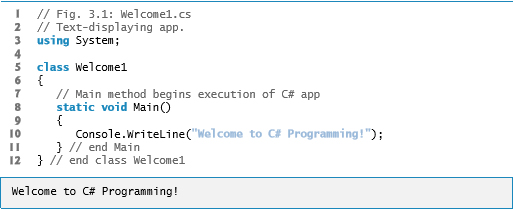 1 // Fig. 3.1: Welcome1.cs
2 // Text-displaying app.
3 using System;
4
5 class Welcome1
6 {
7 // Main method begins execution of C# app
8 static void Main()
9 {
10 Console.WriteLine("Welcome to C# Programming!");
11 } // end Main
12 } // end class Welcome1
Welcome to C# Programming!